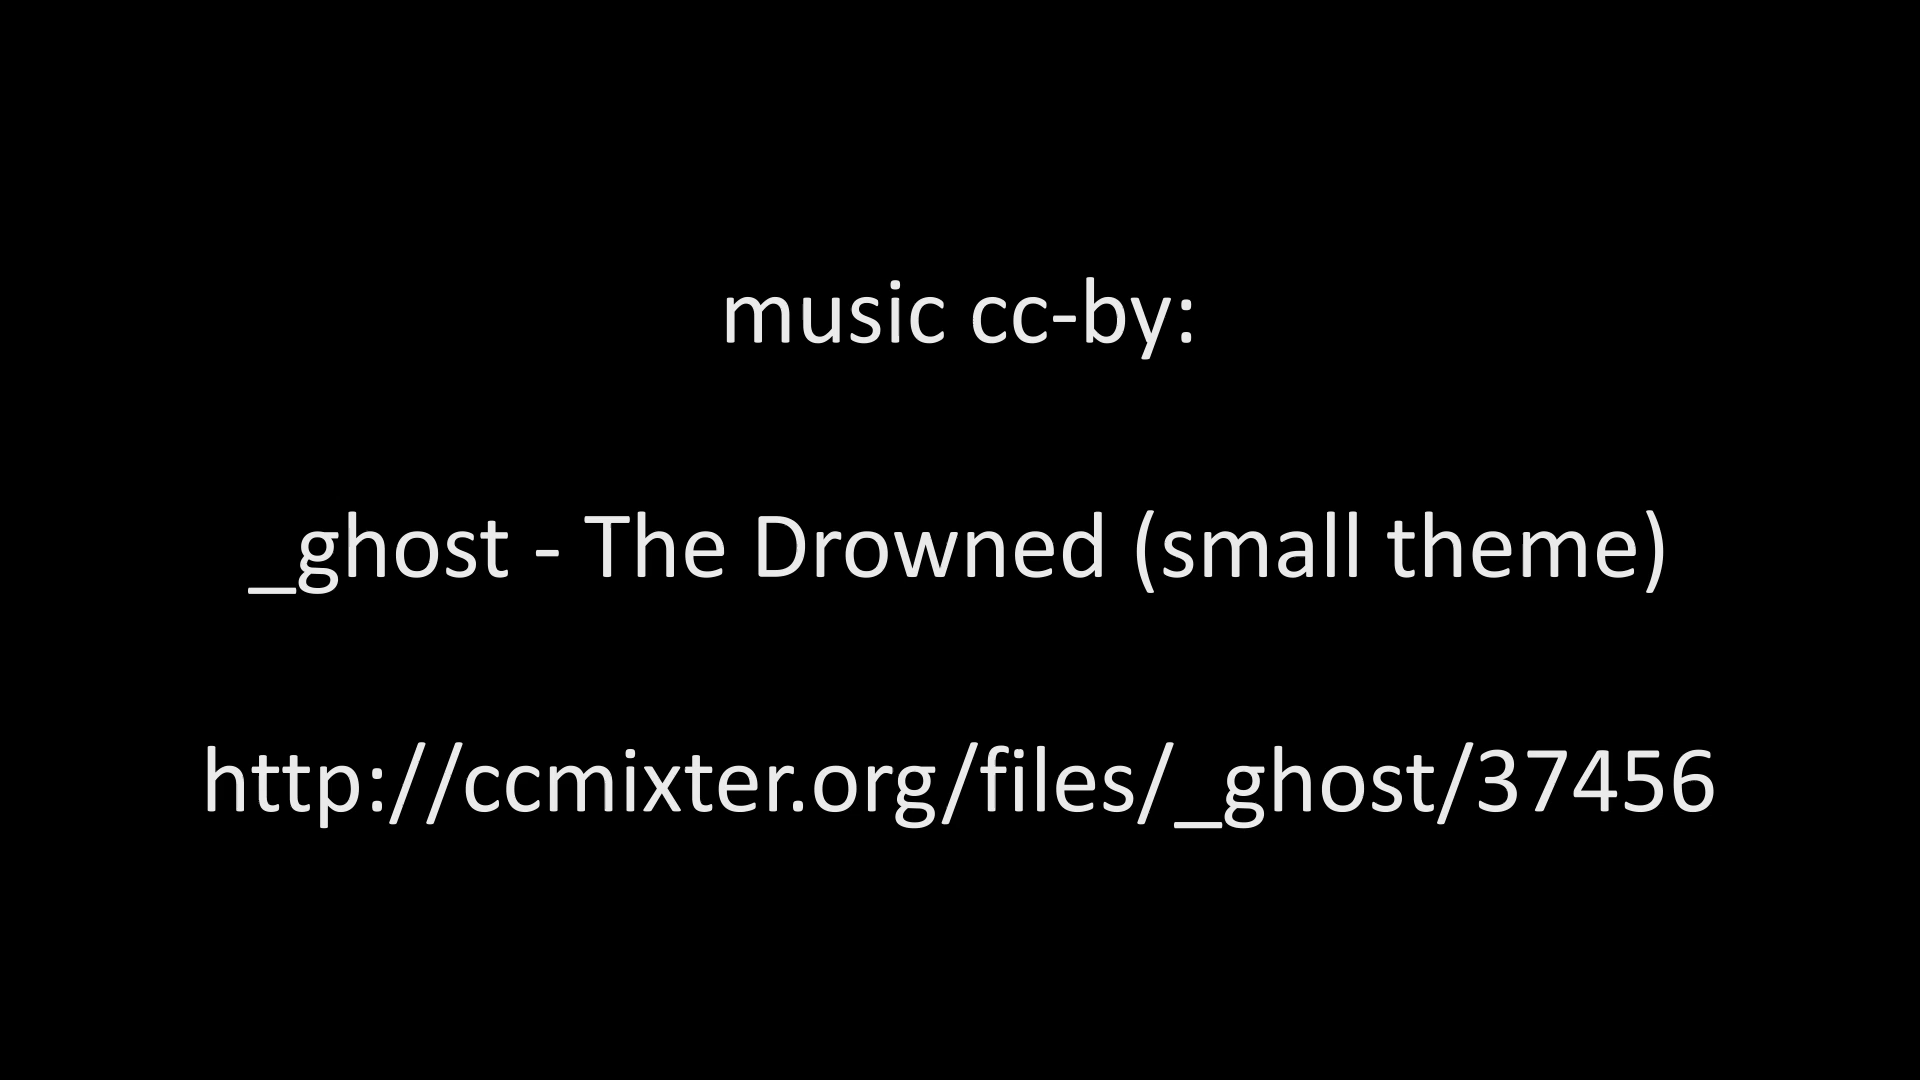 music cc-by:
_ghost - The Drowned (small theme)
http://ccmixter.org/files/_ghost/37456